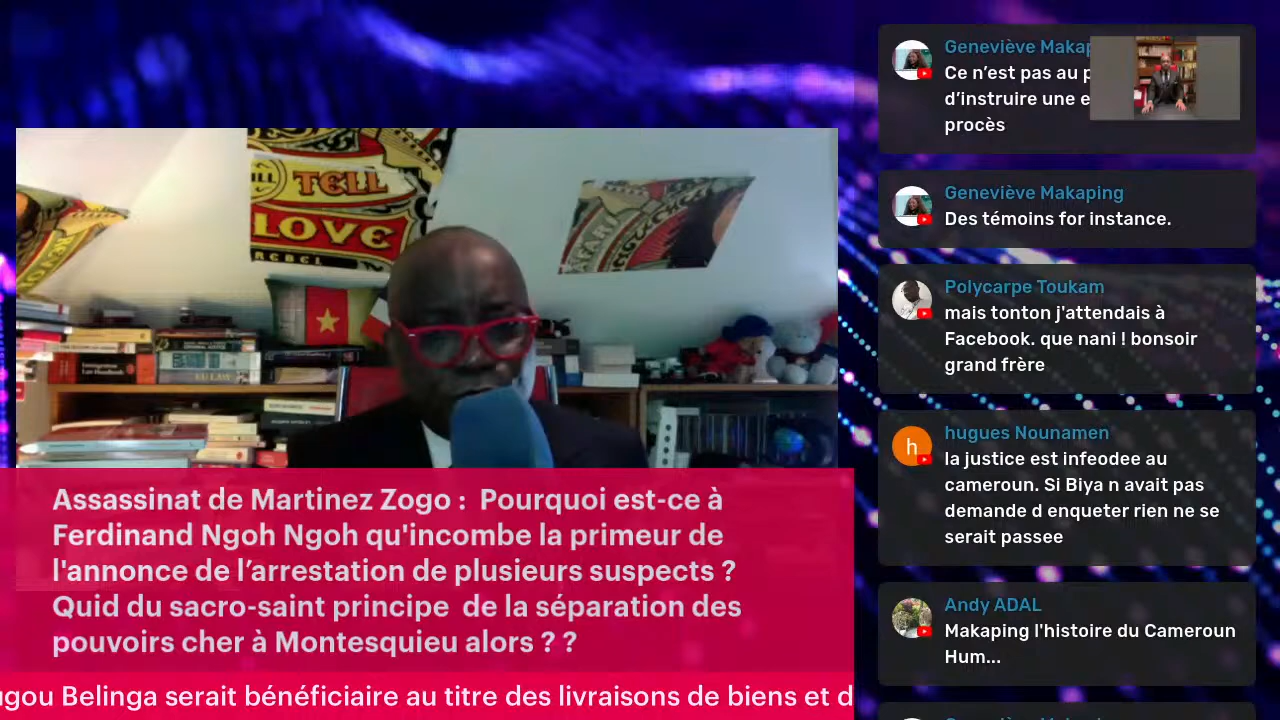 TELL
LOVE
REBEL
Assassinat de Martinez Zogo :  Pourquoi est-ce à
Ferdinand Ngoh Ngoh qu'incombe la primeur de
l'annonce de l’arrestation de plusieurs suspects ?
Quid du sacro-saint principe  de la séparation des
pouvoirs cher à Montesquieu alors ? ?
Belinga serait bénéficiaire au titre des livraisons de biens et
Geneviève
Ce n’est pas au
d’instruire une
procès
Geneviève Makaping
Des témoins for instance.
Polycarpe Toukam
mais tonton j'attendais à
Facebook. que nani ! bonsoir
grand frère
h
hugues Nounamen
la justice est infeodee au
cameroun. Si Biya n avait pas
demande d enqueter rien ne se
serait passee
Andy ADAL
Makaping l'histoire du Cameroun
Hum...